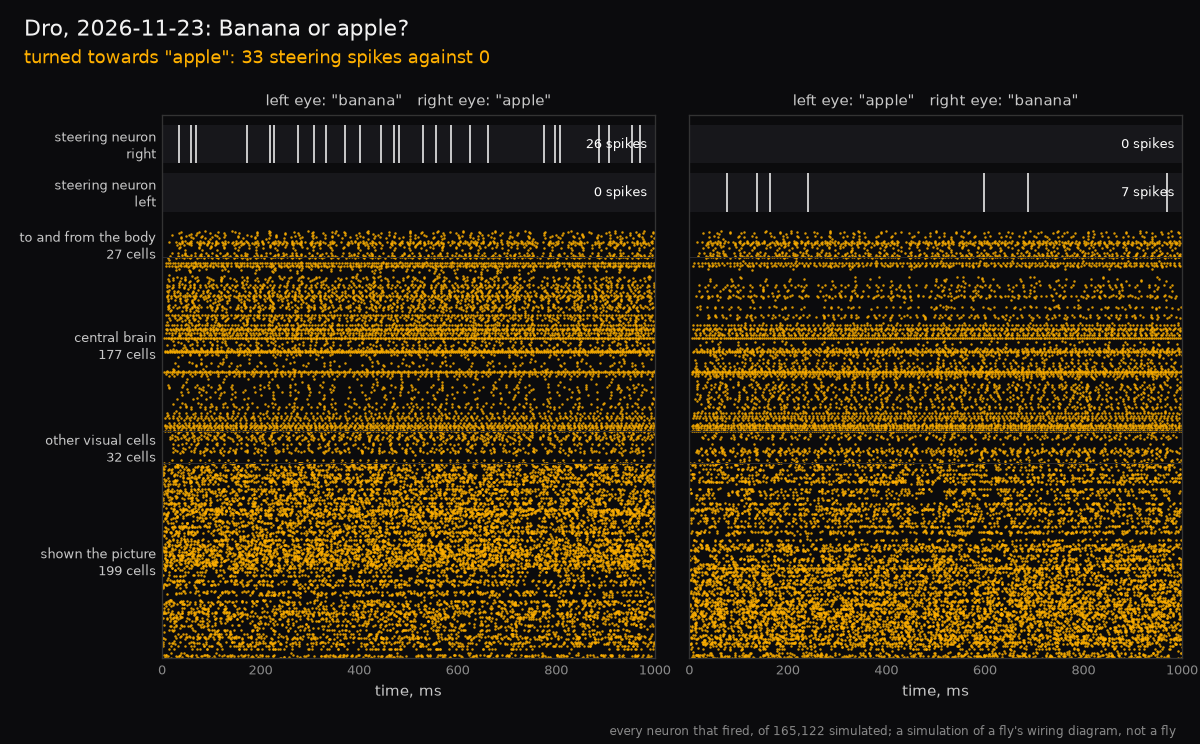 Dro, 2026-11-23: Banana or apple?
turned towards "apple": 33 steering spikes against 0
left eye: "banana"   right eye: "apple"
left eye: "apple"   right eye: "banana"
steering neuron
right
26 spikes
0 spikes
steering neuron
left
0 spikes
7 spikes
to and from the body
27 cells
central brain
177 cells
other visual cells
32 cells
shown the picture
199 cells
0 200 400 600 800 1000
0 200 400 600 800 1000
time, ms
time, ms
every neuron that fired, of 165,122 simulated; a simulation of a fly's wiring diagram, not a fly